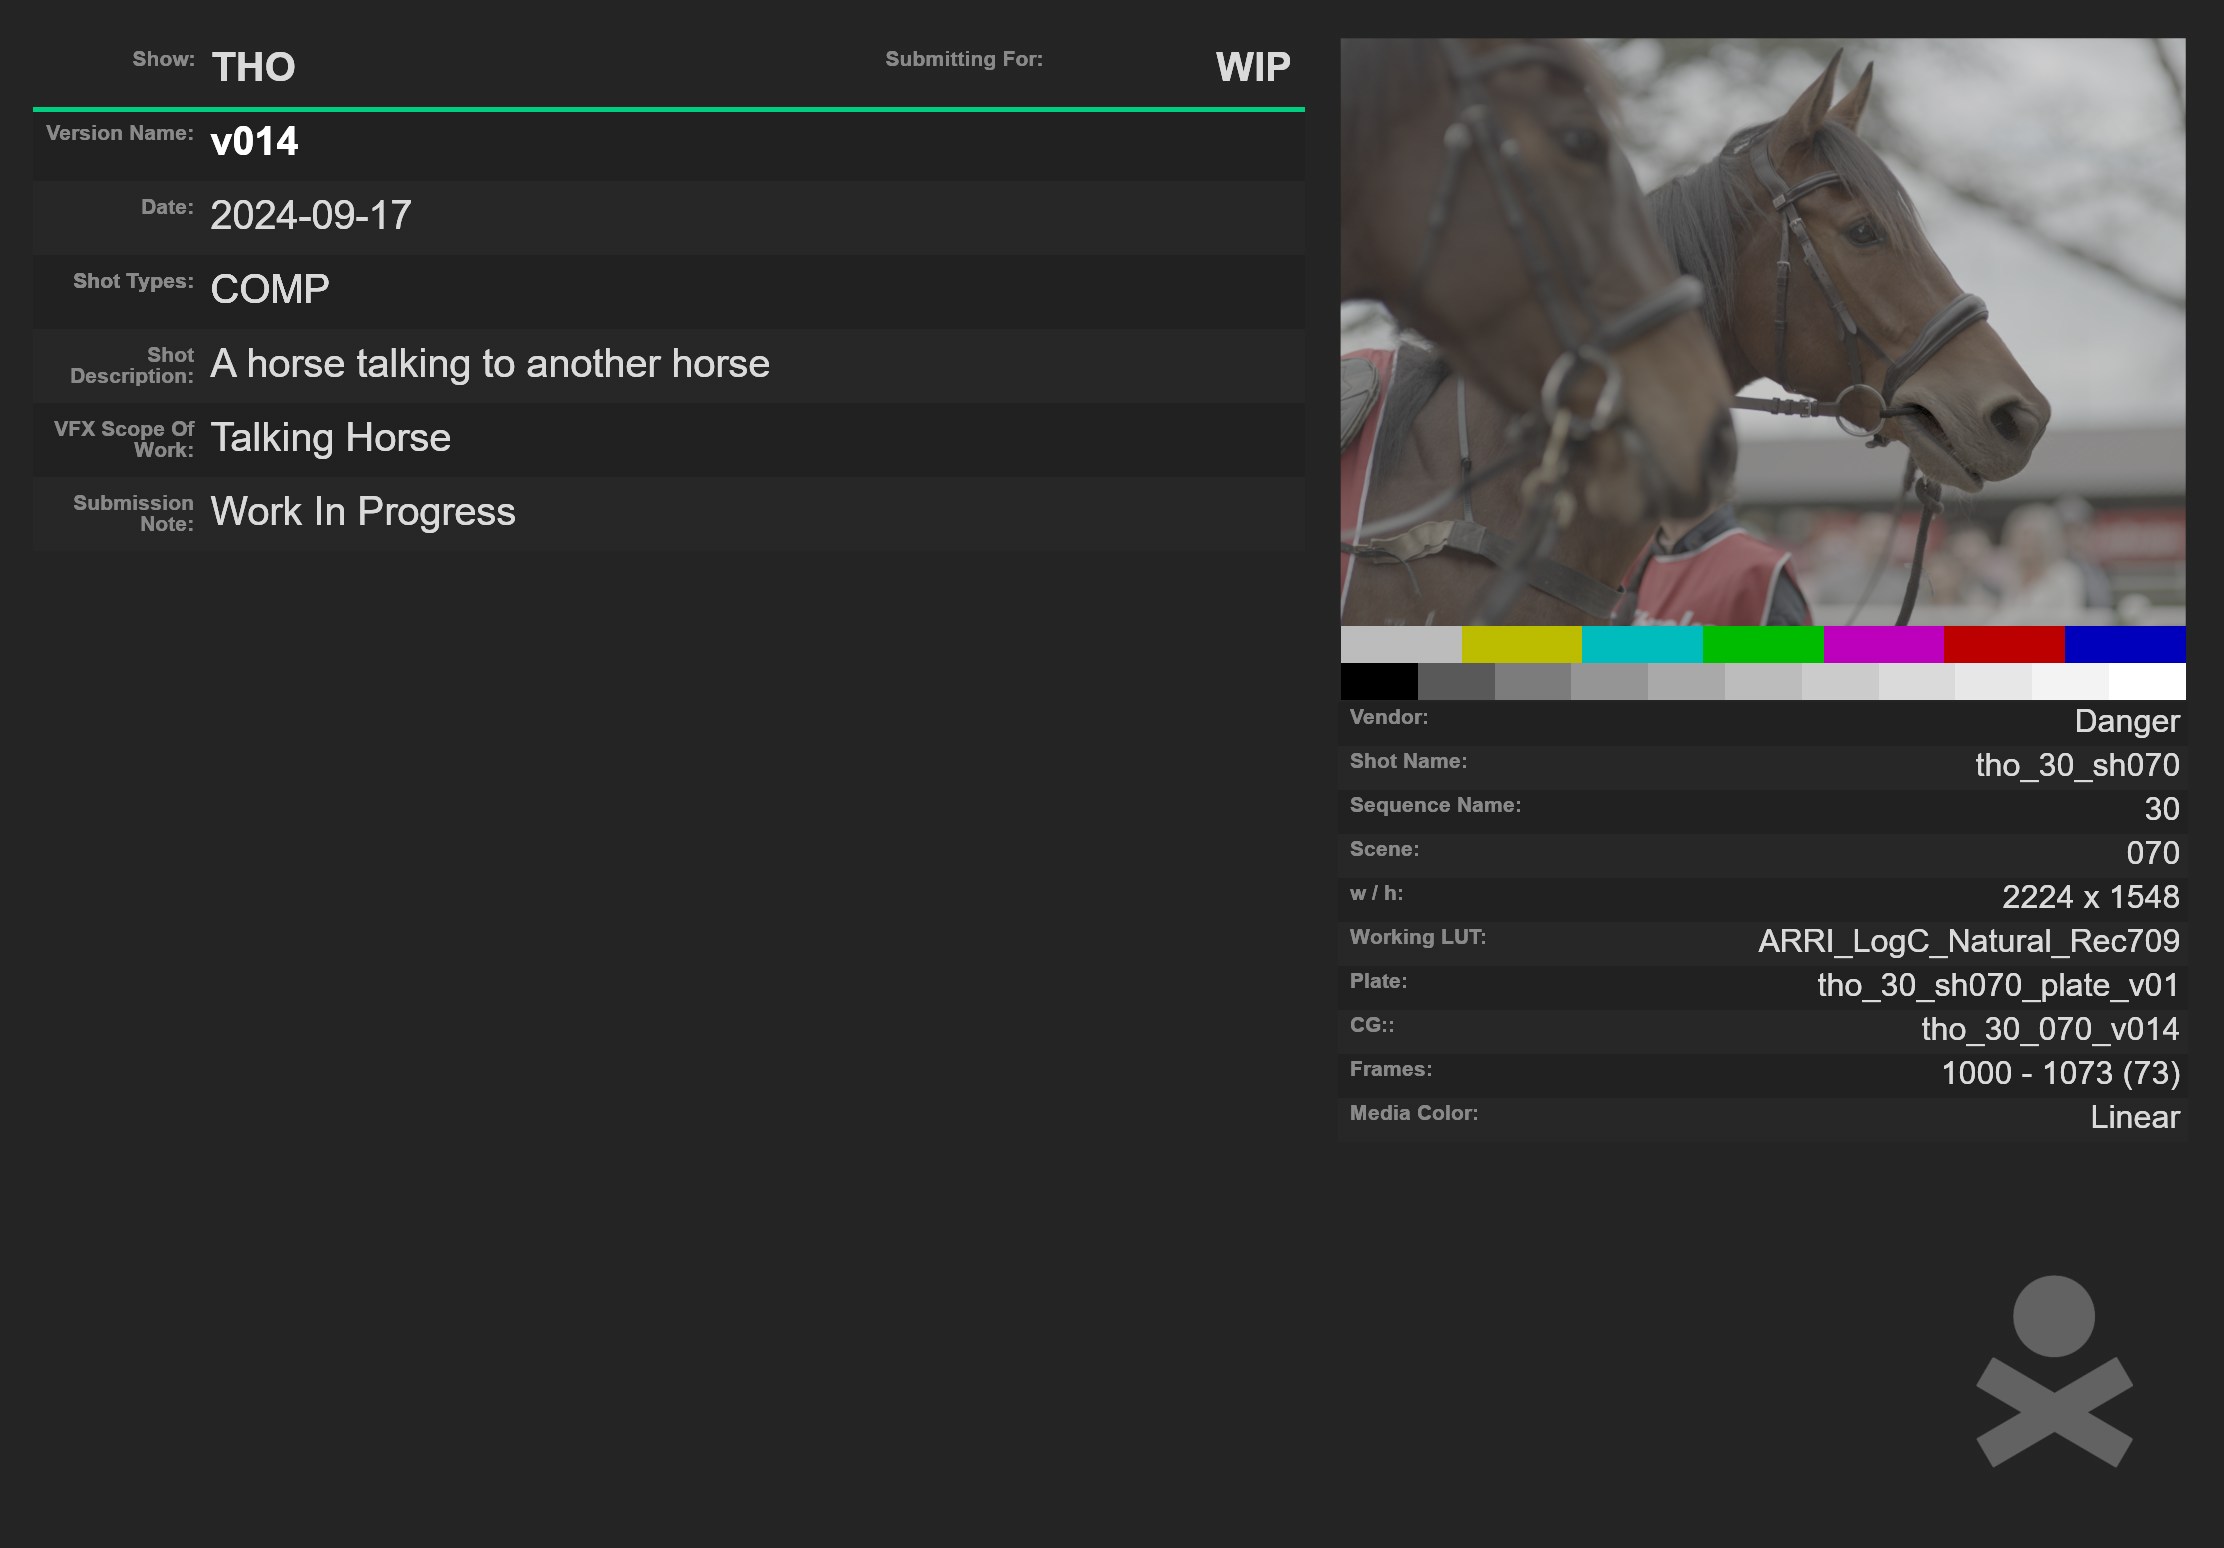 Show: THO Submitting For: WIP
Version Name: v014
Date: 2024-09-17
Shot Types: COMP
Shot
Description: A horse talking to another horse
VFX Scope Of
Work: Talking Horse
Submission
Note: Work In Progress
Vendor: Danger
Shot Name: tho_30_sh070
Sequence Name: 30
Scene: 070
w / h: 2224 x 1548
Working LUT: ARRI_LogC_Natural_Rec709
Plate: tho_30_sh070_plate_v01
CG:: tho_30_070_v014
Frames: 1000 - 1073 (73)
Media Color: Linear